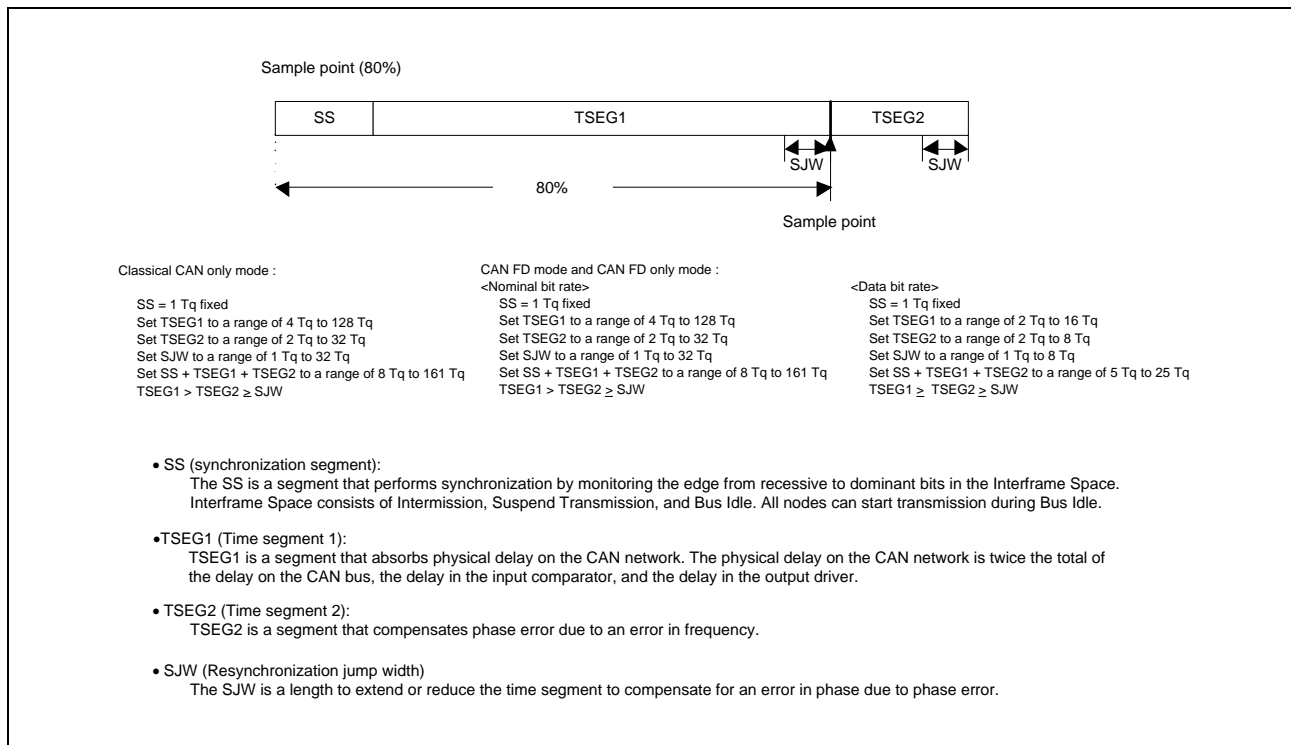 Sample point (80%)
SS
TSEG1
TSEG2
SJW
SJW
80%
Sample point
Classical CAN only mode :
SS = 1 Tq fixed
Set TSEG1 to a range of 4 Tq to 128 Tq
Set TSEG2 to a range of 2 Tq to 32 Tq
Set SJW to a range of 1 Tq to 32 Tq
Set SS + TSEG1 + TSEG2 to a range of 8 Tq to 161 Tq
TSEG1 > TSEG2 ≥ SJW
CAN FD mode and CAN FD only mode :
<Nominal bit rate>
SS = 1 Tq fixed
Set TSEG1 to a range of 4 Tq to 128 Tq
Set TSEG2 to a range of 2 Tq to 32 Tq
Set SJW to a range of 1 Tq to 32 Tq
Set SS + TSEG1 + TSEG2 to a range of 8 Tq to 161 Tq
TSEG1 > TSEG2 ≥ SJW
<Data bit rate>
SS = 1 Tq fixed
Set TSEG1 to a range of 2 Tq to 16 Tq
Set TSEG2 to a range of 2 Tq to 8 Tq
Set SJW to a range of 1 Tq to 8 Tq
Set SS + TSEG1 + TSEG2 to a range of 5 Tq to 25 Tq
TSEG1 ≥ TSEG2 ≥ SJW
• SS (synchronization segment):
The SS is a segment that performs synchronization by monitoring the edge from recessive to dominant bits in the Interframe Space.
Interframe Space consists of Intermission, Suspend Transmission, and Bus Idle. All nodes can start transmission during Bus Idle.
•TSEG1 (Time segment 1):
TSEG1 is a segment that absorbs physical delay on the CAN network. The physical delay on the CAN network is twice the total of
the delay on the CAN bus, the delay in the input comparator, and the delay in the output driver.
• TSEG2 (Time segment 2):
TSEG2 is a segment that compensates phase error due to an error in frequency.
• SJW (Resynchronization jump width)
The SJW is a length to extend or reduce the time segment to compensate for an error in phase due to phase error.